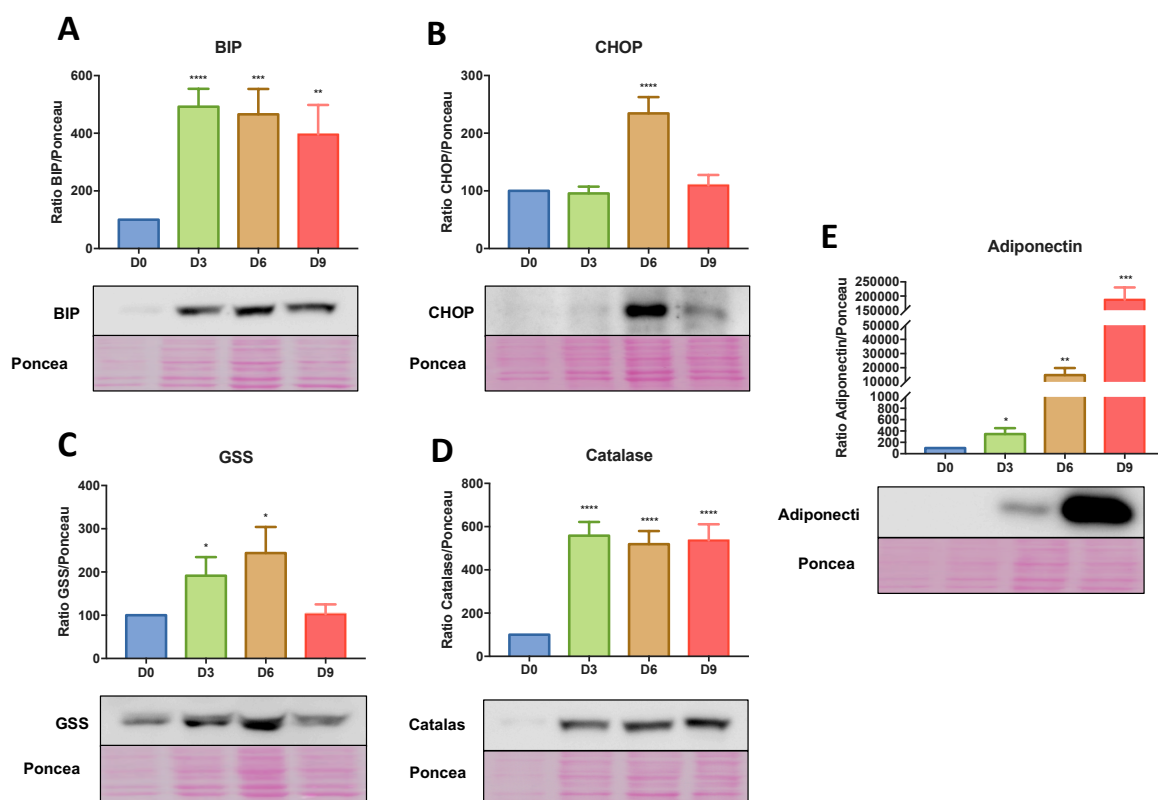 A
BIP
Ratio BIP/Ponceau
600
400
200
0
****
***
**
D0 D3 D6 D9
BIP
Poncea
B
CHOP
Ratio CHOP/Ponceau
300
200
100
0
****
D0 D3 D6 D9
CHOP
Poncea
C
GSS
Ratio GSS/Ponceau
400
300
200
100
0
*
*
D0 D3 D6 D9
GSS
Poncea
D
Catalase
Ratio Catalase/Ponceau
800
600
400
200
0
****
****
****
D0 D3 D6 D9
Catalas
Poncea
E
Adiponectin
Ratio Adiponectin/Ponceau
250000
200000
150000
50000
40000
30000
20000
10000
1000
800
600
400
200
0
*
**
***
D0 D3 D6 D9
Adiponecti
Poncea